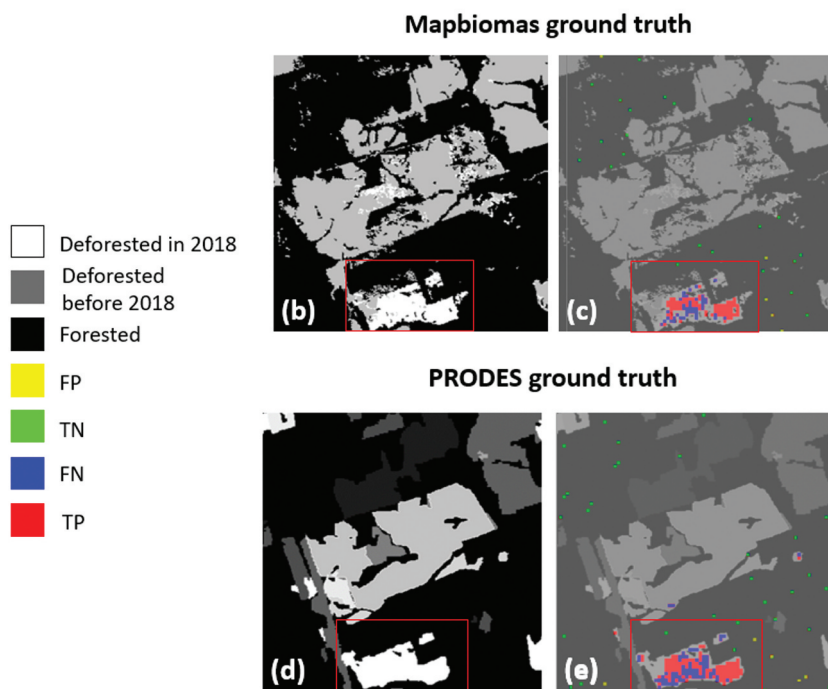 Mapbiomas ground truth
(b)
(c)
Deforested in 2018
Deforested
before 2018
Forested
FP
TN
FN
TP
PRODES ground truth
(d)
(e)